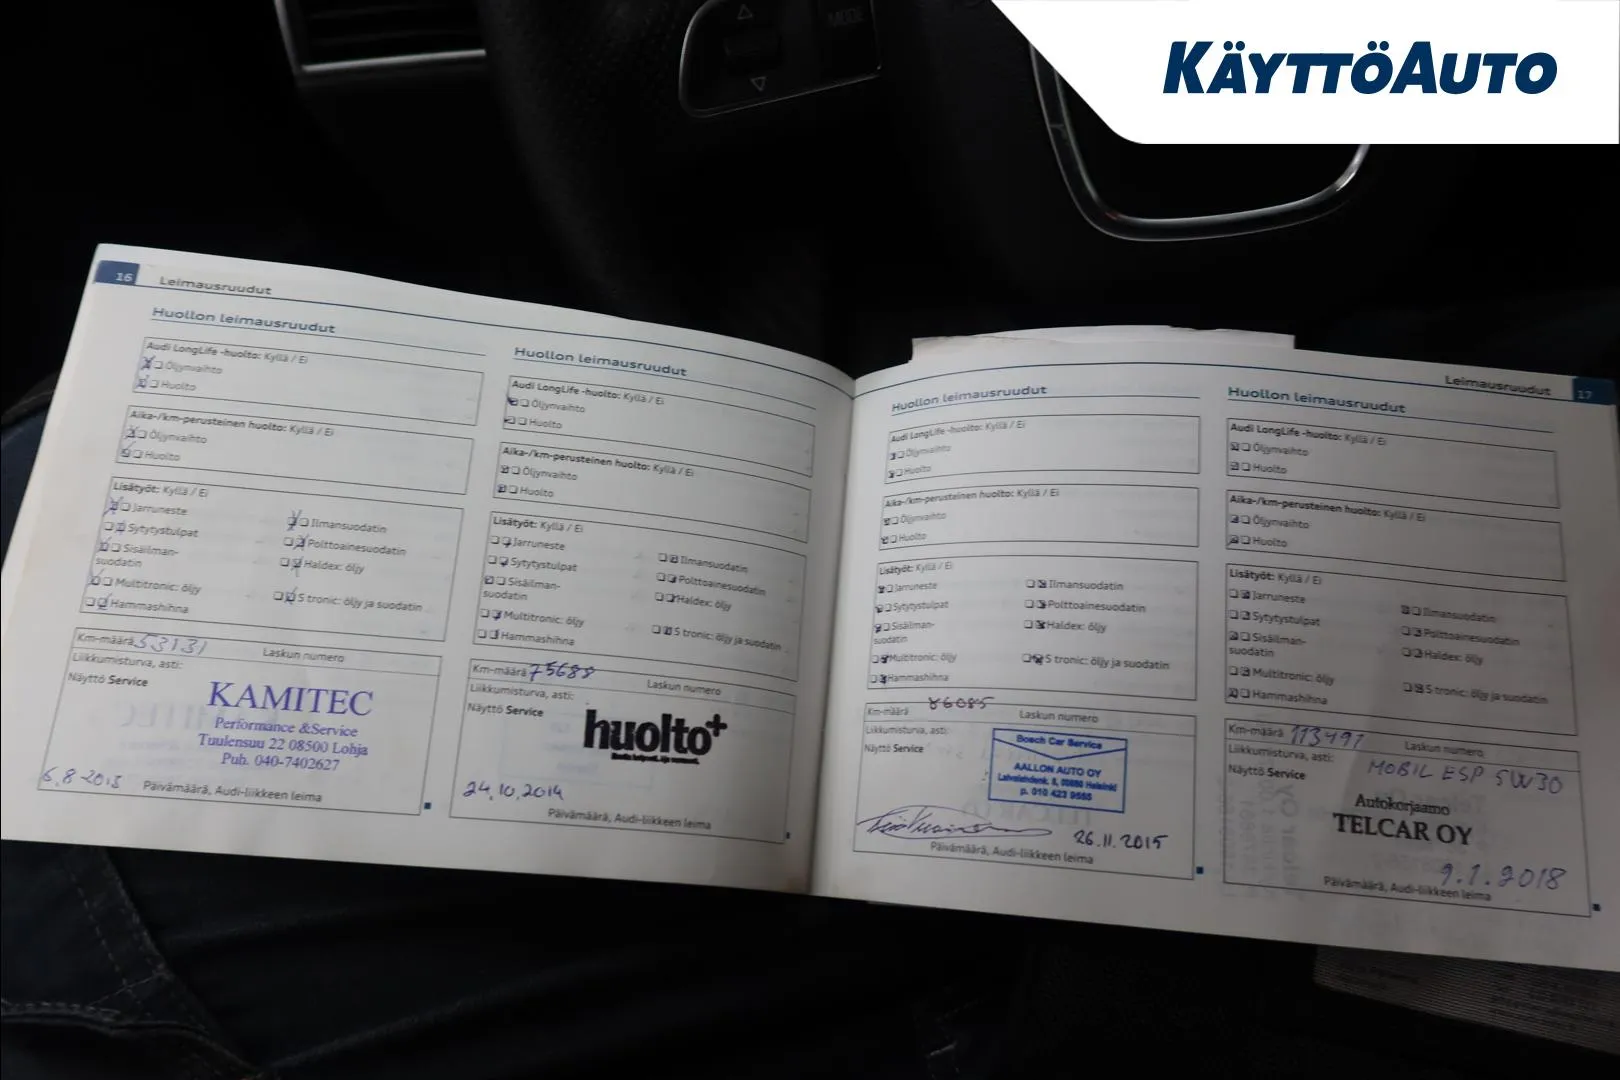 KÄYTTÖAUTO
MODE
16
Leimausruudut
Huollon leimausruudut
Audi LongLife -huolto: Kyllä / Ei
Öljynvaihto
Huolto
Aika-/km-perusteinen huolto: Kyllä / Ei
Öljynvaihto
Huolto
Lisätyöt: Kyllä / Ei
Jarruneste
Sytytystulpat
Sisäilman-
suodatin
Multitronic: öljy
Hammashihna
Ilmansuodatin
Polttoainesuodatin
Haldex: öljy
S tronic: öljy ja suodatin
Km-määrä 53131
Laskun numero
Liikkumisturva, asti:
Näyttö Service
KAMITEC
Performance &Service
Tuulensuu 22 08500 Lohja
Puh. 040-7402627
6.8-2013
Päivämäärä, Audi-liikkeen leima
Huollon leimausruudut
Audi LongLife -huolto: Kyllä / Ei
Öljynvaihto
Huolto
Aika-/km-perusteinen huolto: Kyllä / Ei
Öljynvaihto
Huolto
Lisätyöt: Kyllä / Ei
Jarruneste
Sytytystulpat
Sisäilman-
suodatin
Multitronic: öljy
Hammashihna
Ilmansuodatin
Polttoainesuodatin
Haldex: öljy
S tronic: öljy ja suodatin
Km-määrä 75688
Laskun numero
Liikkumisturva, asti:
Näyttö Service
huolto+
24.10.2014
Päivämäärä, Audi-liikkeen leima
Leimausruudut
17
Huollon leimausruudut
Audi LongLife -huolto: Kyllä / Ei
Öljynvaihto
Huolto
Aika-/km-perusteinen huolto: Kyllä / Ei
Öljynvaihto
Huolto
Lisätyöt: Kyllä / Ei
Jarruneste
Sytytystulpat
Sisäilman-
suodatin
Multitronic: öljy
Hammashihna
Ilmansuodatin
Polttoainesuodatin
Haldex: öljy
S tronic: öljy ja suodatin
Km-määrä 86085
Laskun numero
Liikkumisturva, asti:
Näyttö Service
Bosch Car Service
AALLON AUTO OY
p. 010 423 9555
26.11.2015
Päivämäärä, Audi-liikkeen leima
Huollon leimausruudut
Audi LongLife -huolto: Kyllä / Ei
Öljynvaihto
Huolto
Aika-/km-perusteinen huolto: Kyllä / Ei
Öljynvaihto
Huolto
Lisätyöt: Kyllä / Ei
Jarruneste
Sytytystulpat
Sisäilman-
suodatin
Multitronic: öljy
Hammashihna
Ilmansuodatin
Polttoainesuodatin
Haldex: öljy
S tronic: öljy ja suodatin
Km-määrä 113497
Laskun numero
Liikkumisturva, asti:
MOBIL ESP 5W30
Näyttö Service
Autokorjaamo
TELCAR OY
9.1.2018
Päivämäärä, Audi-liikkeen leima